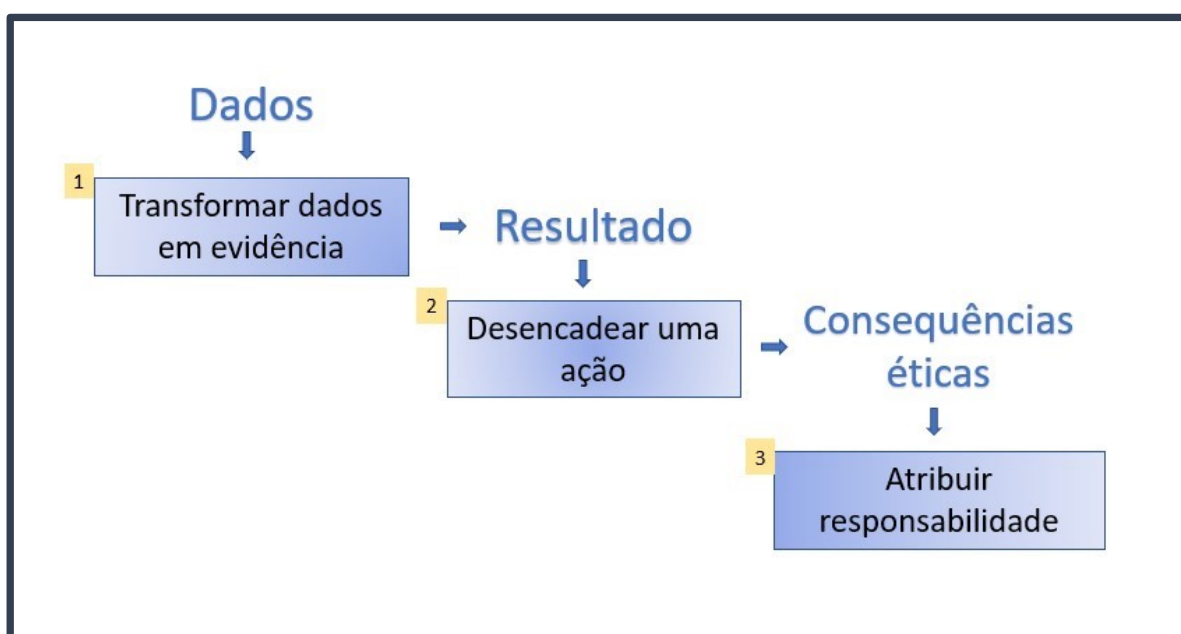 Dados
1
Transformar dados
em evidência
Resultado
2
Desencadear uma
ação
Consequências
éticas
3
Atribuir
responsabilidade